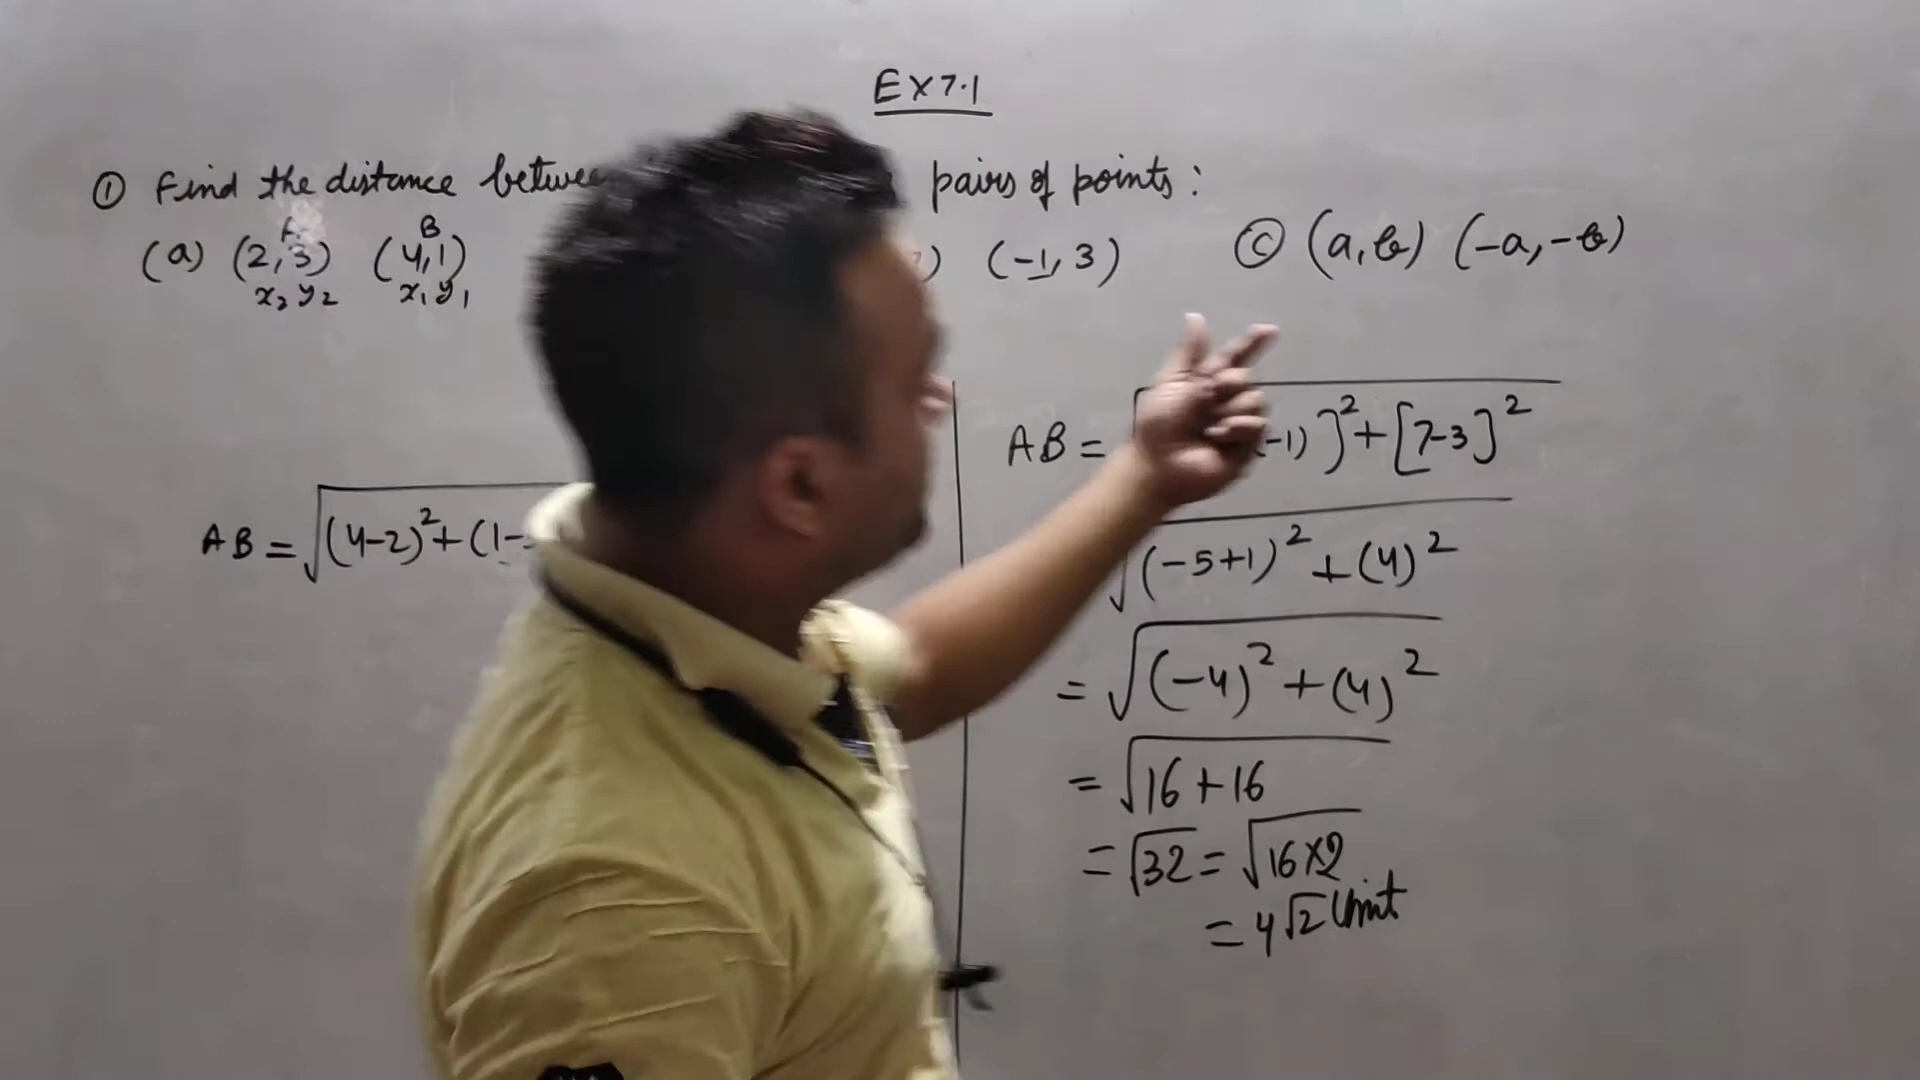 EX 7.1
① Find the distance between pairs of points:
(a) (2,3) (4,1) (-1,3) ⓒ (a,b) (-a,-b)
A B
x₂ y₂ x₁ y₁
AB = √(4-2)²+(1-
AB = -1)]²+[7-3]²
√(-5+1)²+(4)²
= √(-4)²+(4)²
= √16+16
= √32 = √16×2
= 4√2 Unit